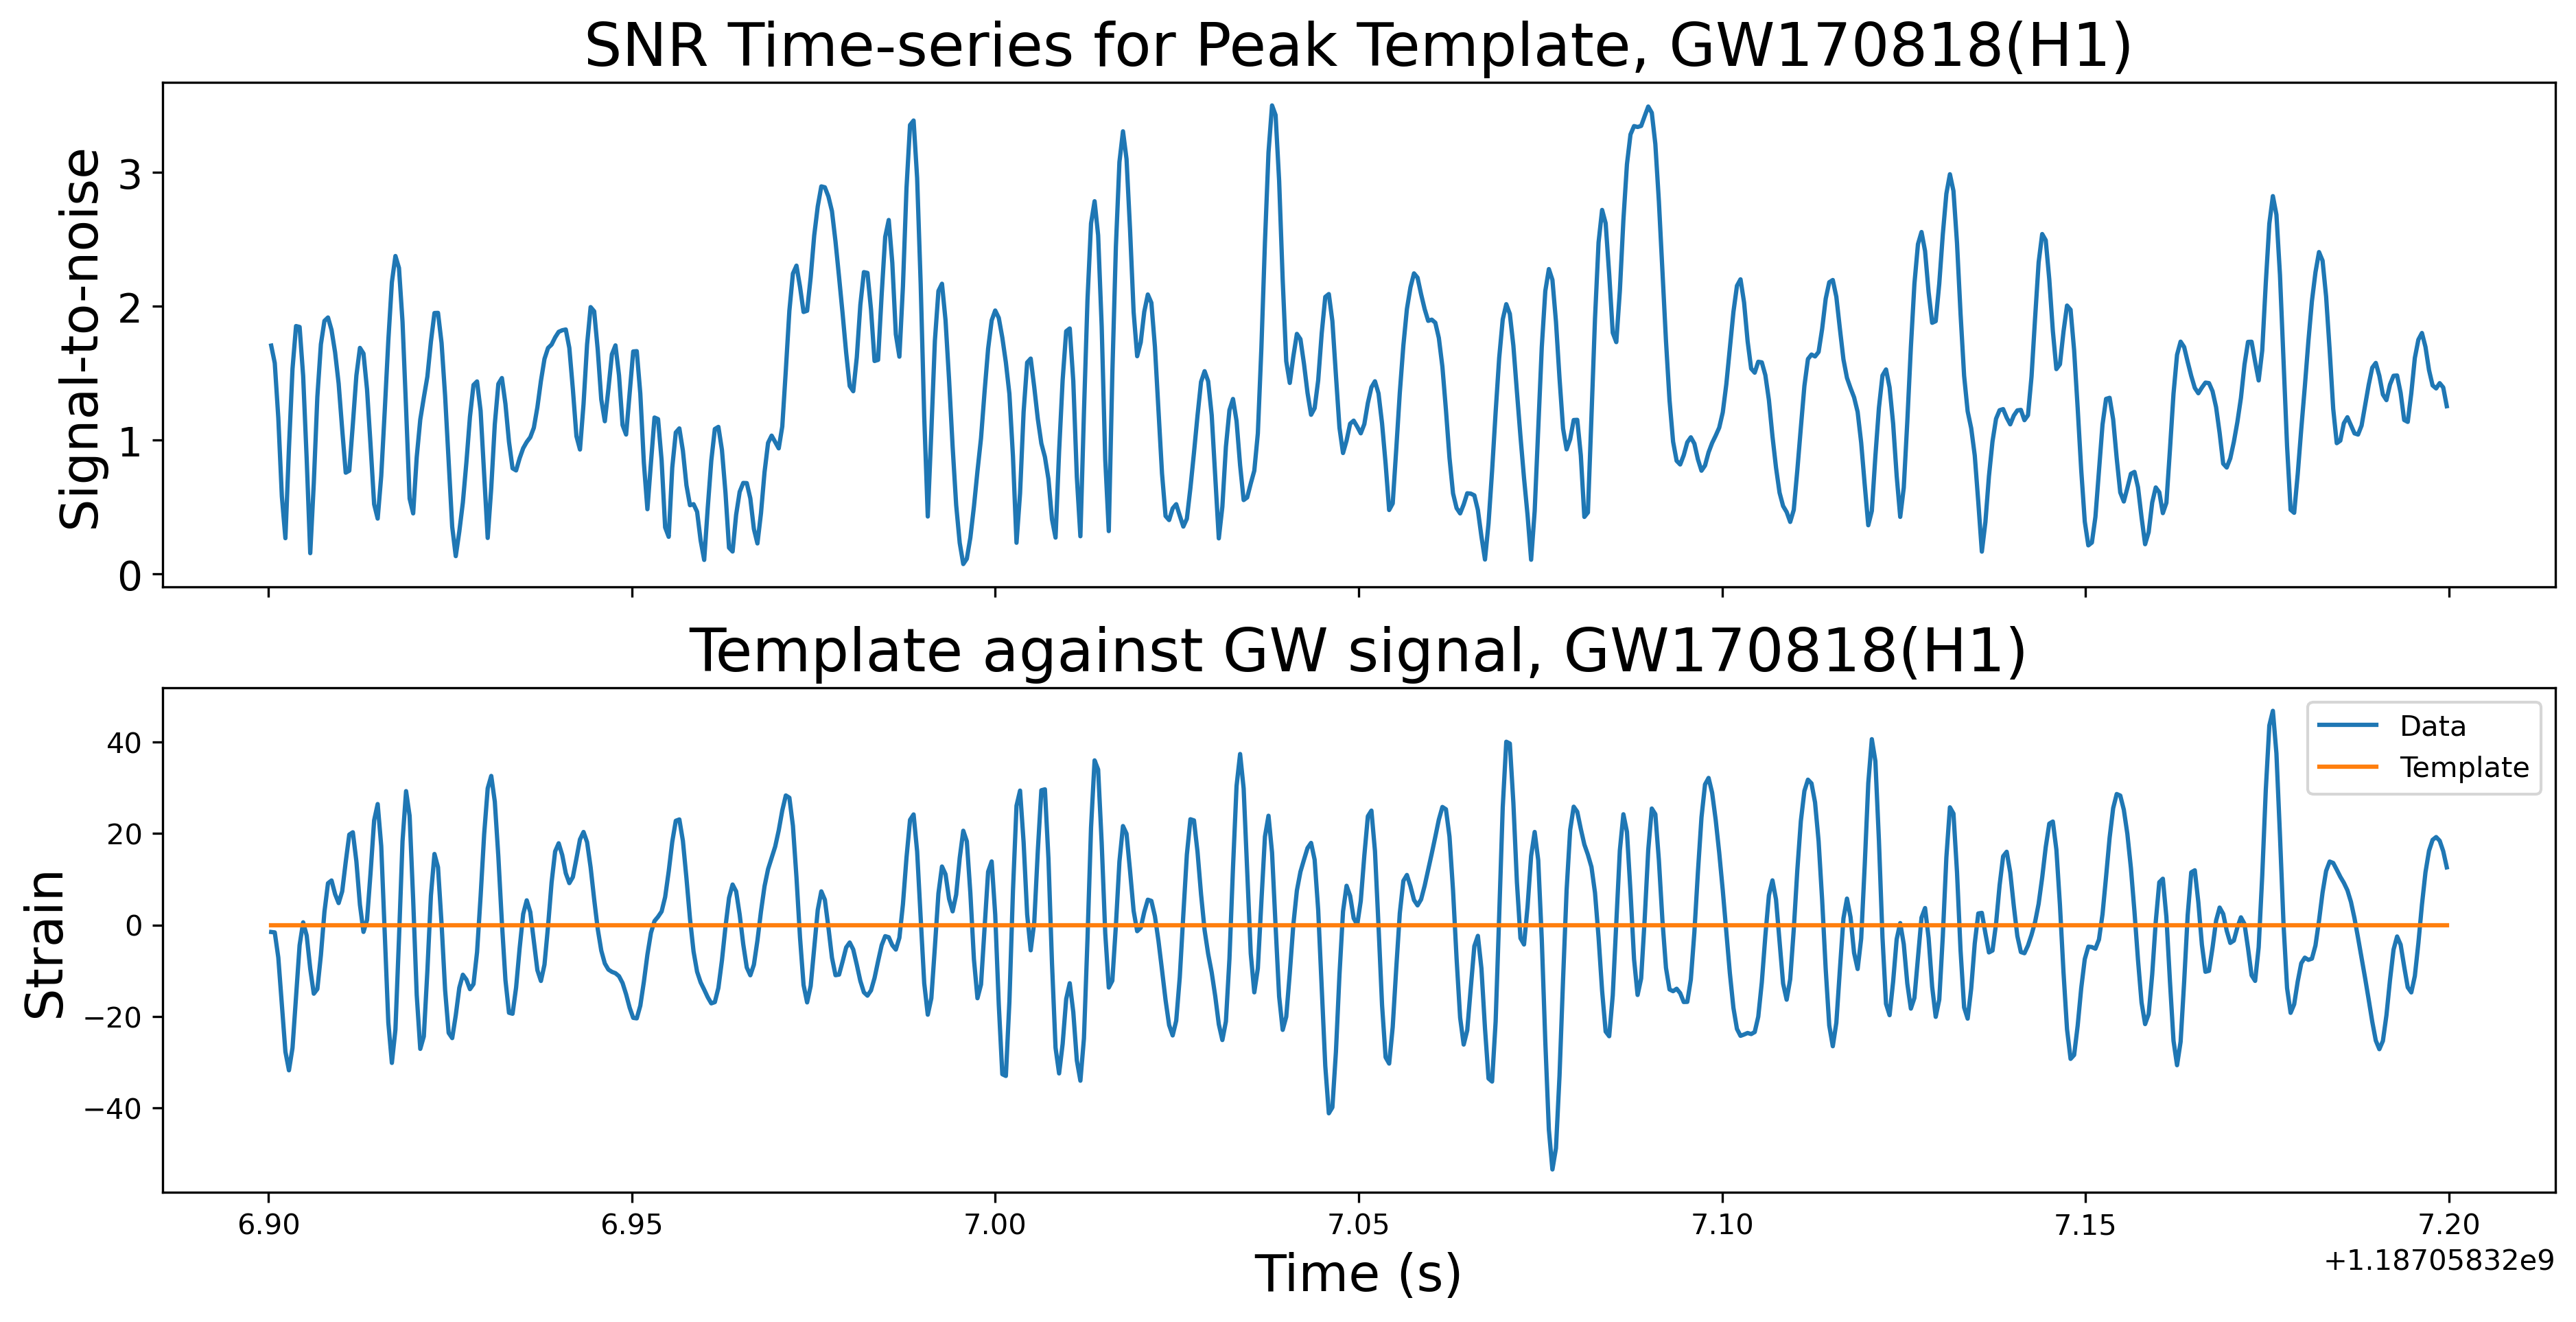 SNR Time-series for Peak Template, GW170818(H1)
Signal-to-noise
3
2
1
0
Template against GW signal, GW170818(H1)
Strain
40
20
0
−20
−40
Data
Template
6.90 6.95 7.00 7.05 7.10 7.15 7.20
+1.18705832e9
Time (s)